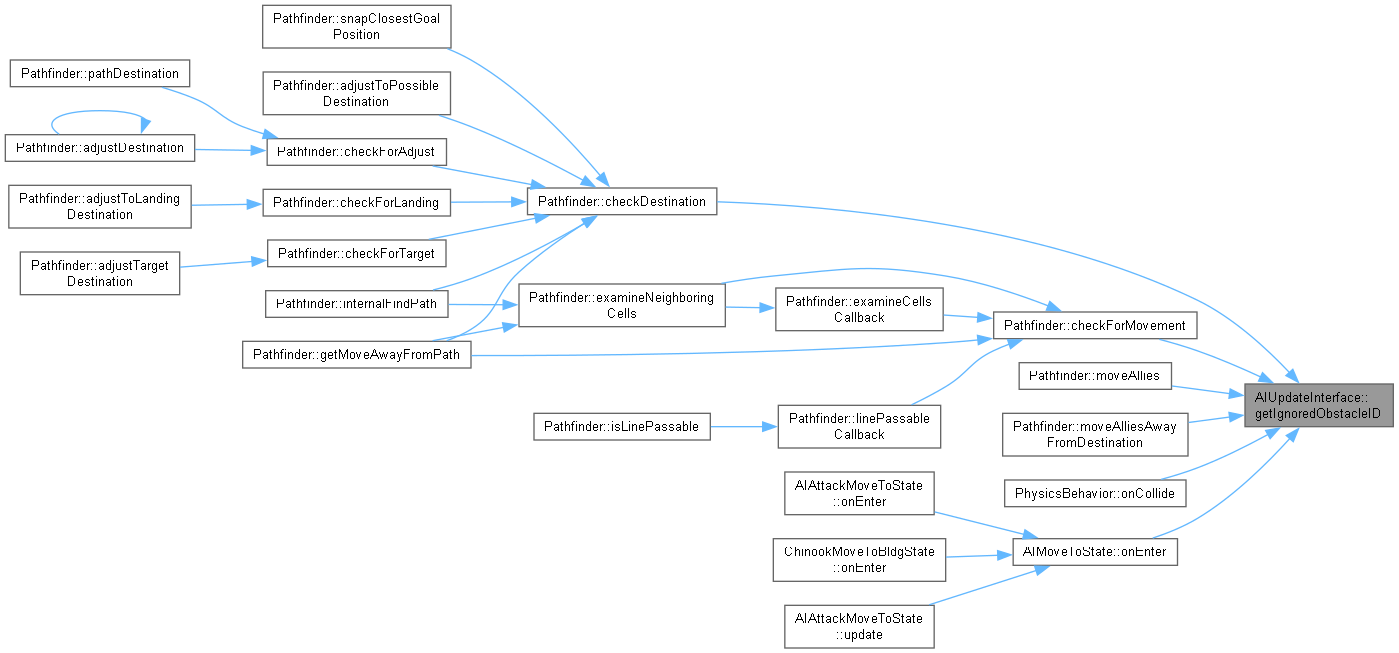 Pathfinder::snapClosestGoal
Position
Pathfinder::pathDestination
Pathfinder::adjustToPossible
Destination
Pathfinder::adjustDestination
Pathfinder::checkForAdjust
Pathfinder::adjustToLanding
Destination
Pathfinder::checkForLanding
Pathfinder::checkDestination
Pathfinder::adjustTarget
Destination
Pathfinder::checkForTarget
Pathfinder::internalFindPath
Pathfinder::examineNeighboring
Cells
Pathfinder::examineCells
Callback
Pathfinder::checkForMovement
Pathfinder::getMoveAwayFromPath
Pathfinder::moveAllies
AIUpdateInterface::
getIgnoredObstacleID
Pathfinder::isLinePassable
Pathfinder::linePassable
Callback
Pathfinder::moveAlliesAway
FromDestination
PhysicsBehavior::onCollide
AIAttackMoveToState
::onEnter
ChinookMoveToBldgState
::onEnter
AIMoveToState::onEnter
AIAttackMoveToState
::update